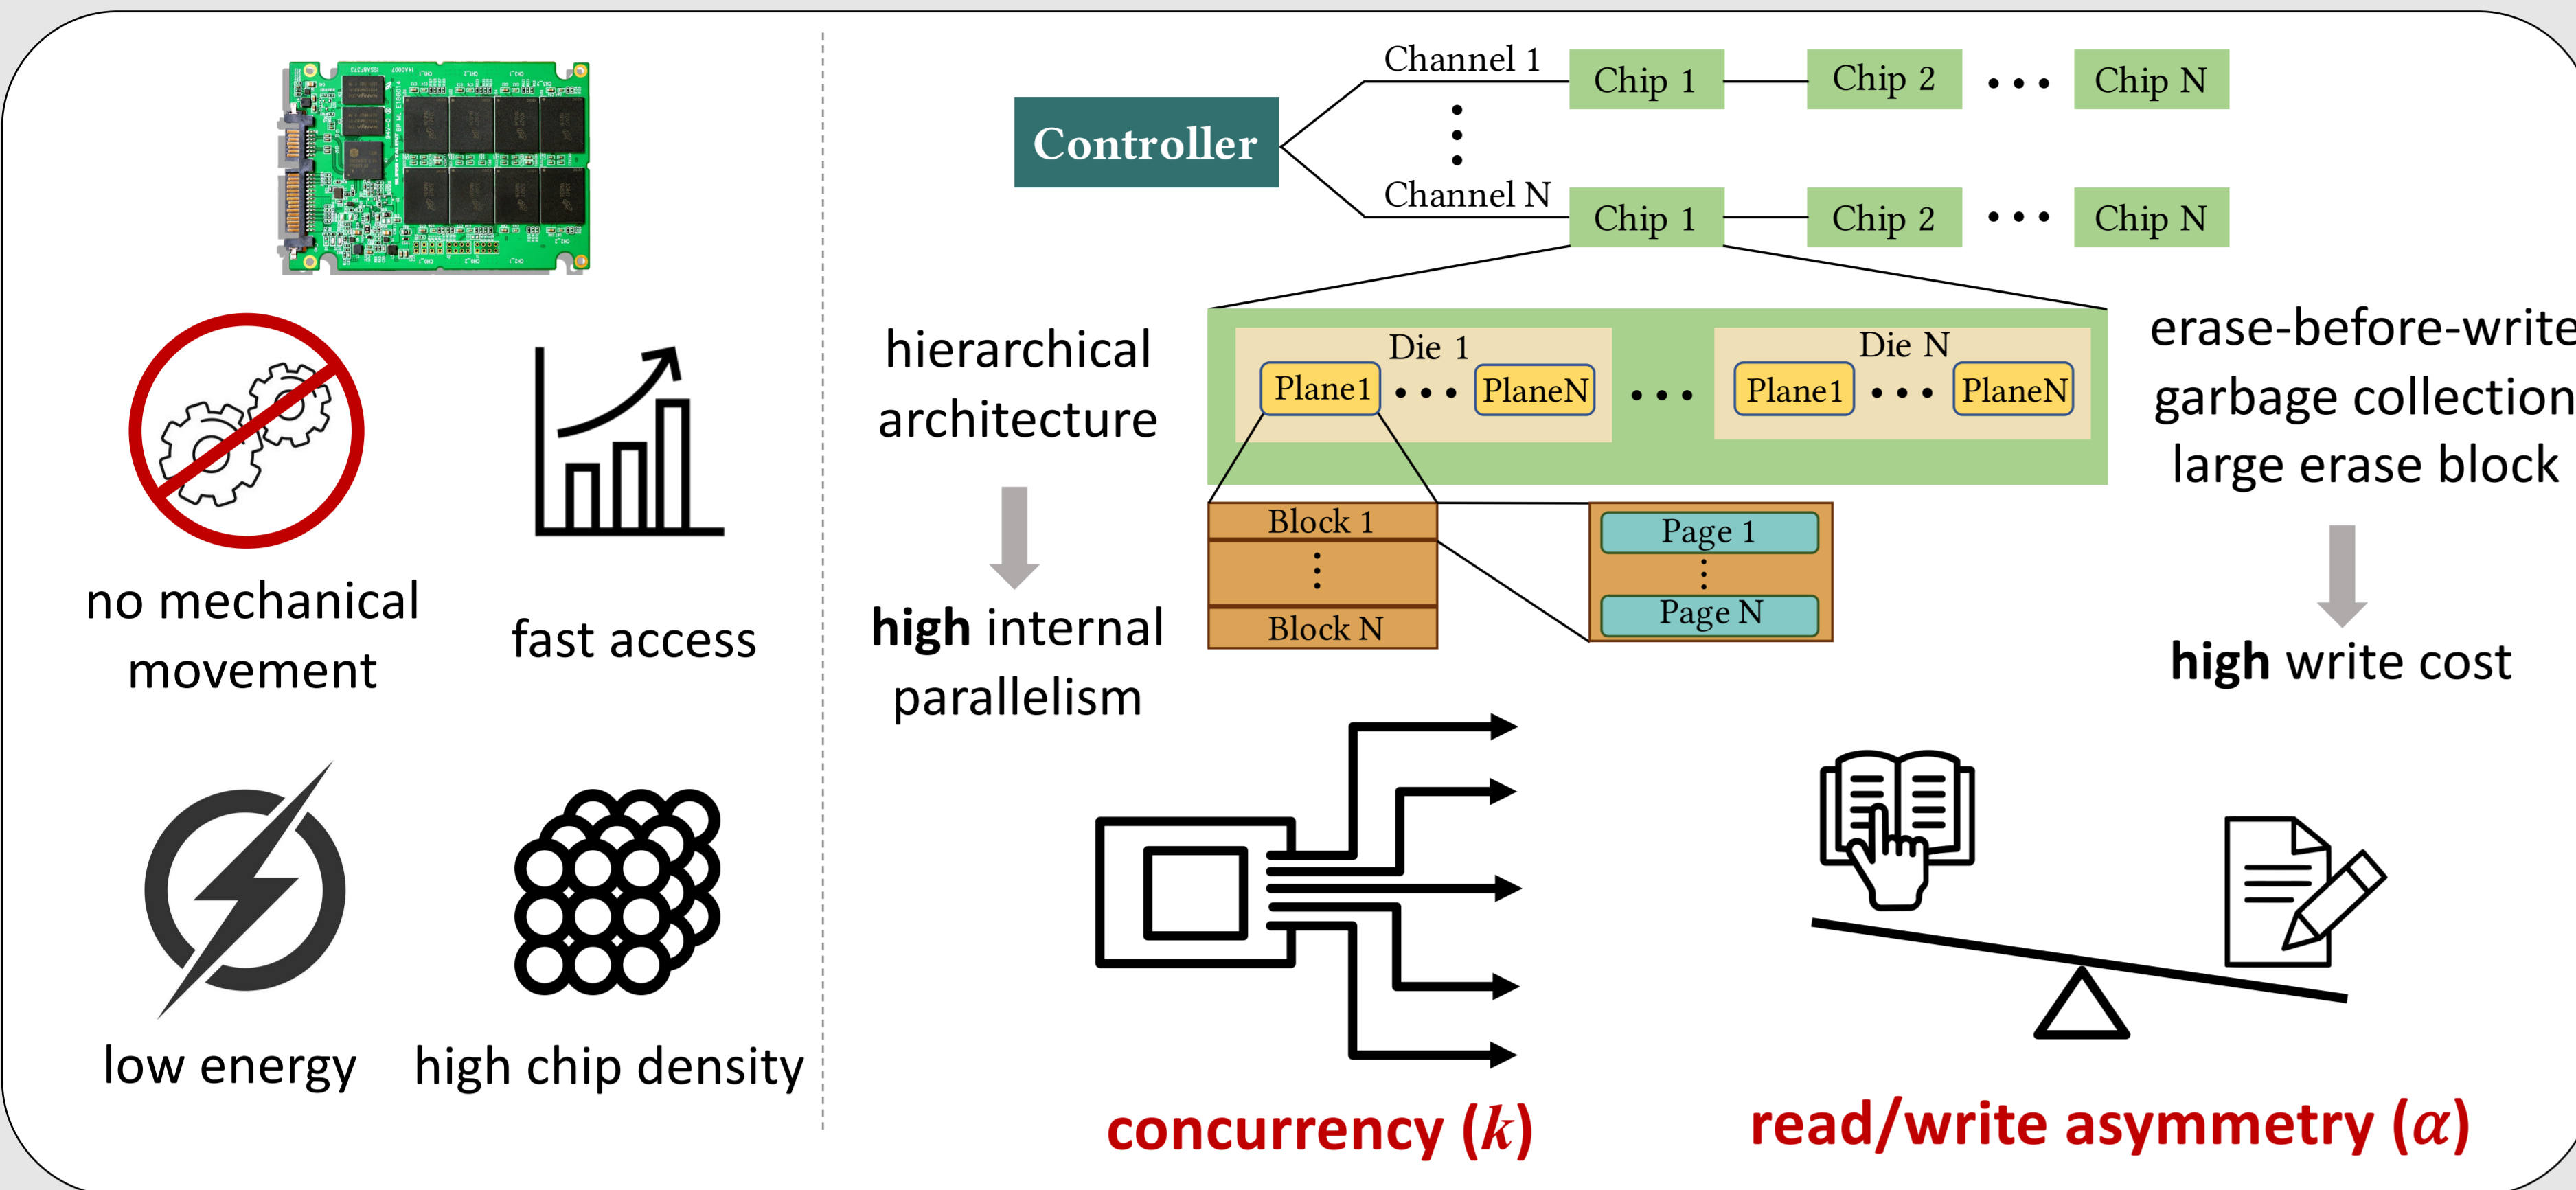 no mechanical
movement
fast access
low energy
high chip density
Controller
Channel 1
Chip 1
Chip 2
Chip N
Channel N
Chip 1
Chip 2
Chip N
hierarchical
architecture
high internal
parallelism
Die 1
Plane1
PlaneN
Die N
Plane1
PlaneN
Block 1
Block N
Page 1
Page N
erase-before-write
garbage collection
large erase block
high write cost
concurrency (k)
read/write asymmetry (α)